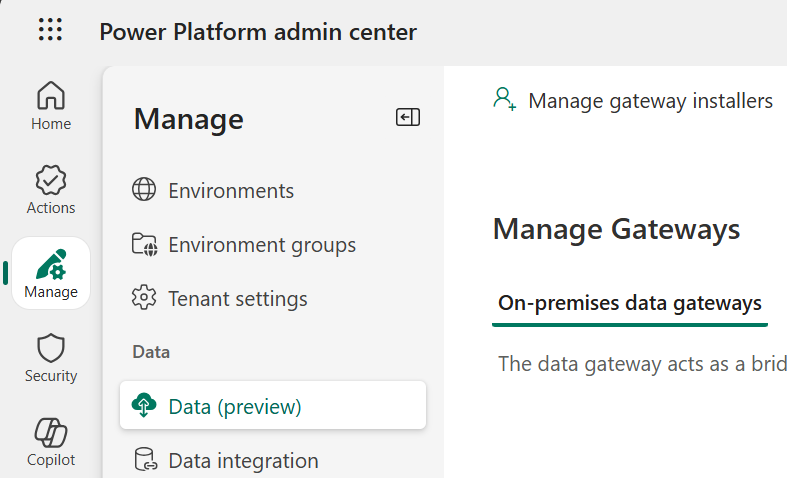 Power Platform admin center
Home
Actions
Manage
Security
Copilot
Manage
Environments
Environment groups
Tenant settings
Data
Data (preview)
Data integration
Manage gateway installers
Manage Gateways
On-premises data gateways
The data gateway acts as a